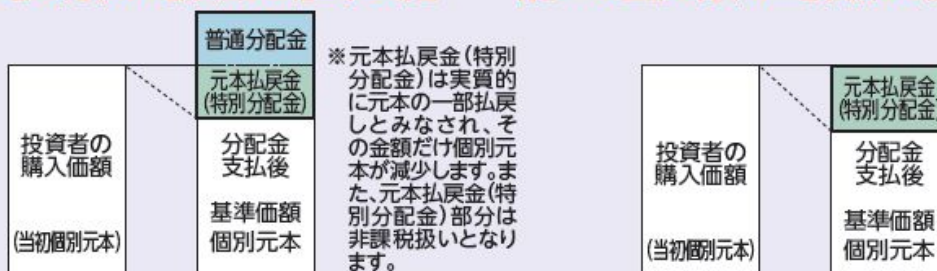 普通分配金
元本払戻金
(特別分配金)
投資者の
購入価額
(当初個別元本)
分配金
支払後
基準価額
個別元本
※元本払戻金(特別
分配金)は実質的
に元本の一部払戻
しとみなされ、そ
の金額だけ個別元
本が減少します。ま
た、元本払戻金(特
別分配金)部分は
非課税扱いとなり
ます。
投資者の
購入価額
(当初個別元本)
元本払戻金
(特別分配金)
分配金
支払後
基準価額
個別元本